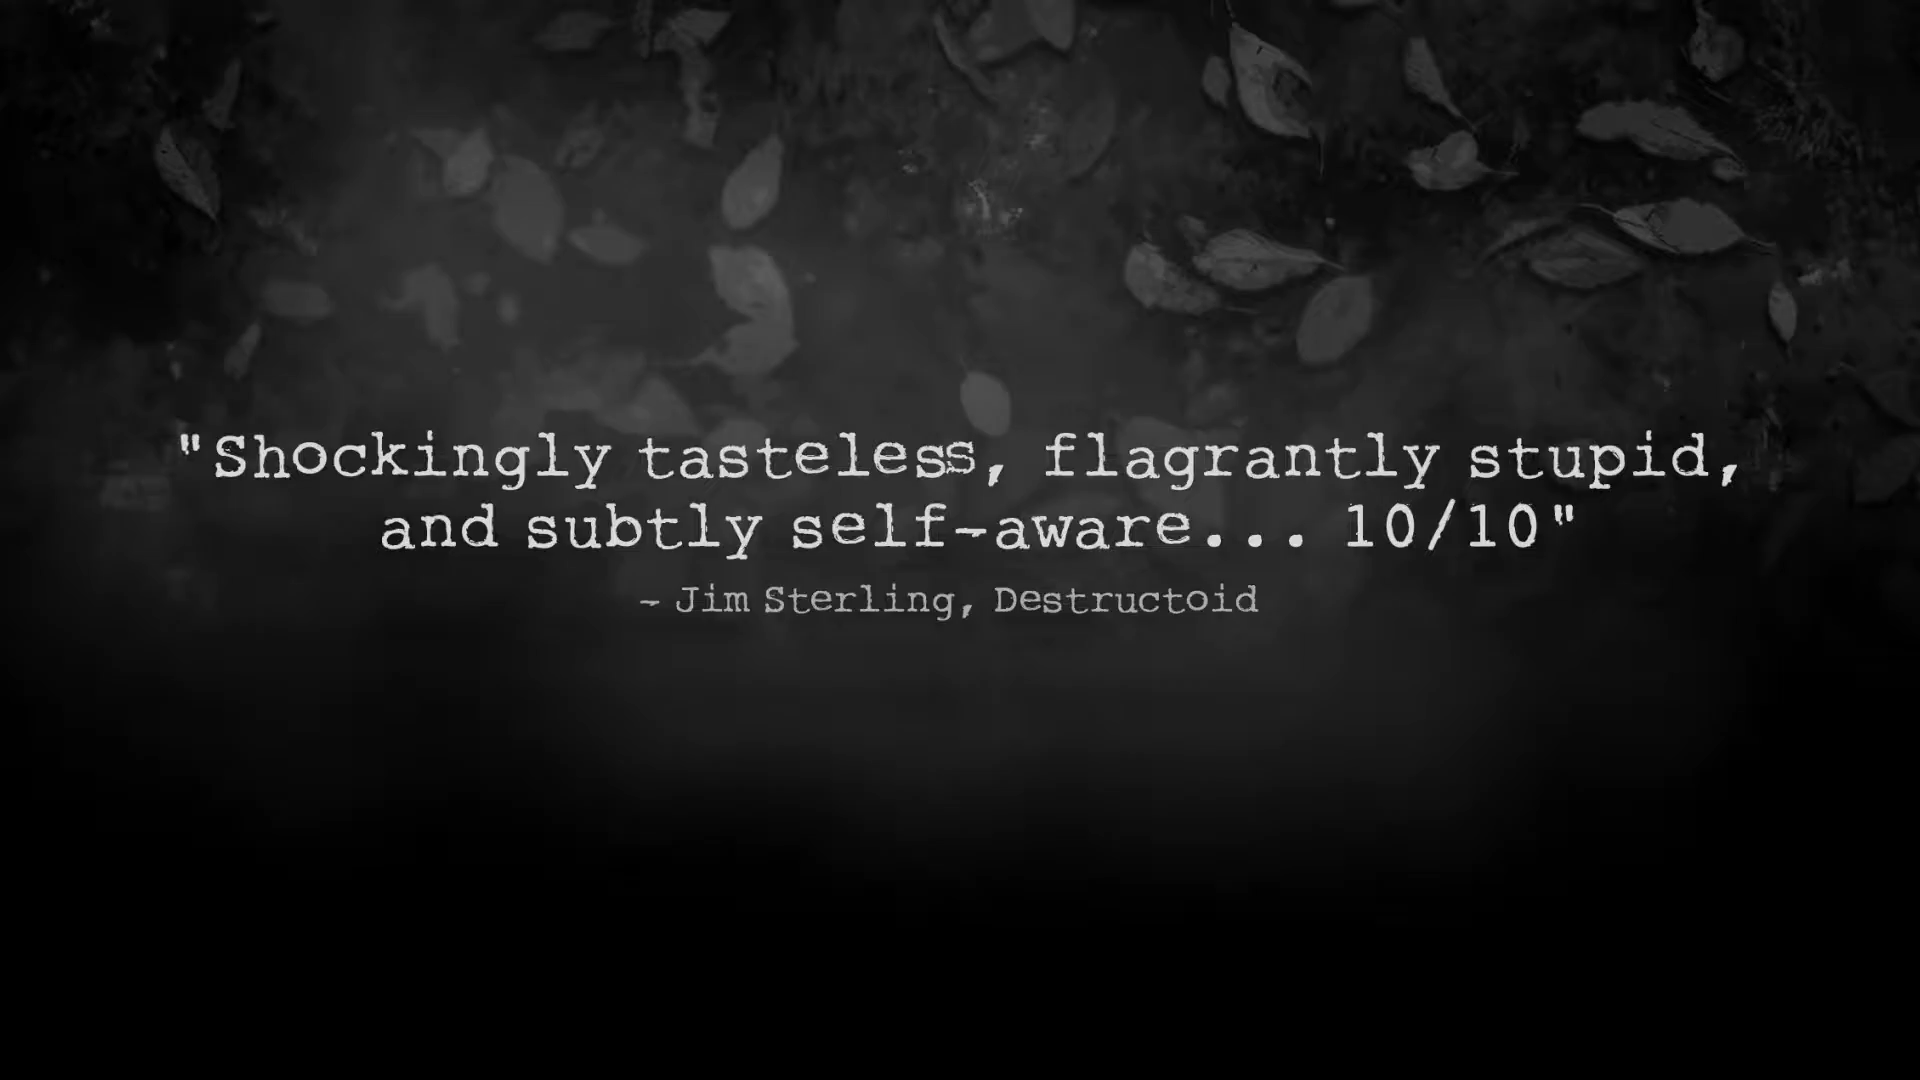 "Shockingly tasteless, flagrantly stupid,
and subtly self-aware... 10/10"
- Jim Sterling, Destructoid